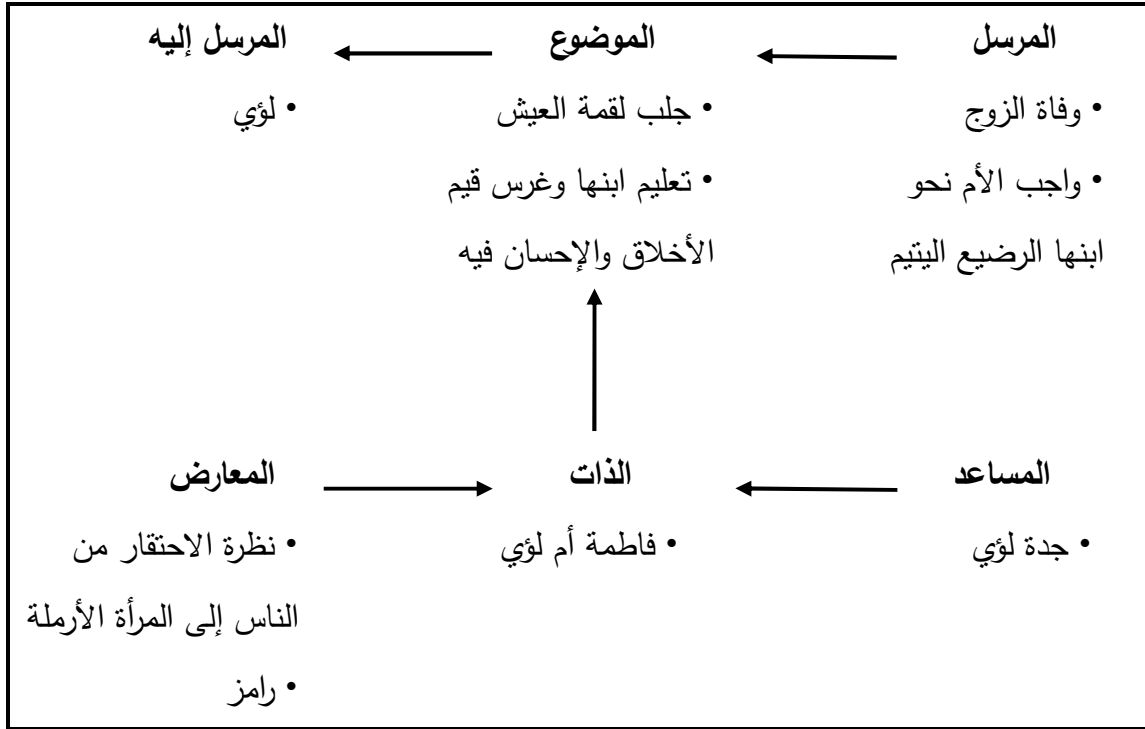 المرسل
الموضوع
المرسل إليه
• وفاة الزوج
• جلب لقمة العيش
• لؤي
• واجب الأم نحو
• تعليم ابنها وغرس قيم
ابنها الرضيع اليتيم
الأخلاق والإحسان فيه
المساعد
الذات
المعارض
• جدة لؤي
• فاطمة أم لؤي
• نظرة الاحتقار من
الناس إلى المرأة الأرملة
• رامز